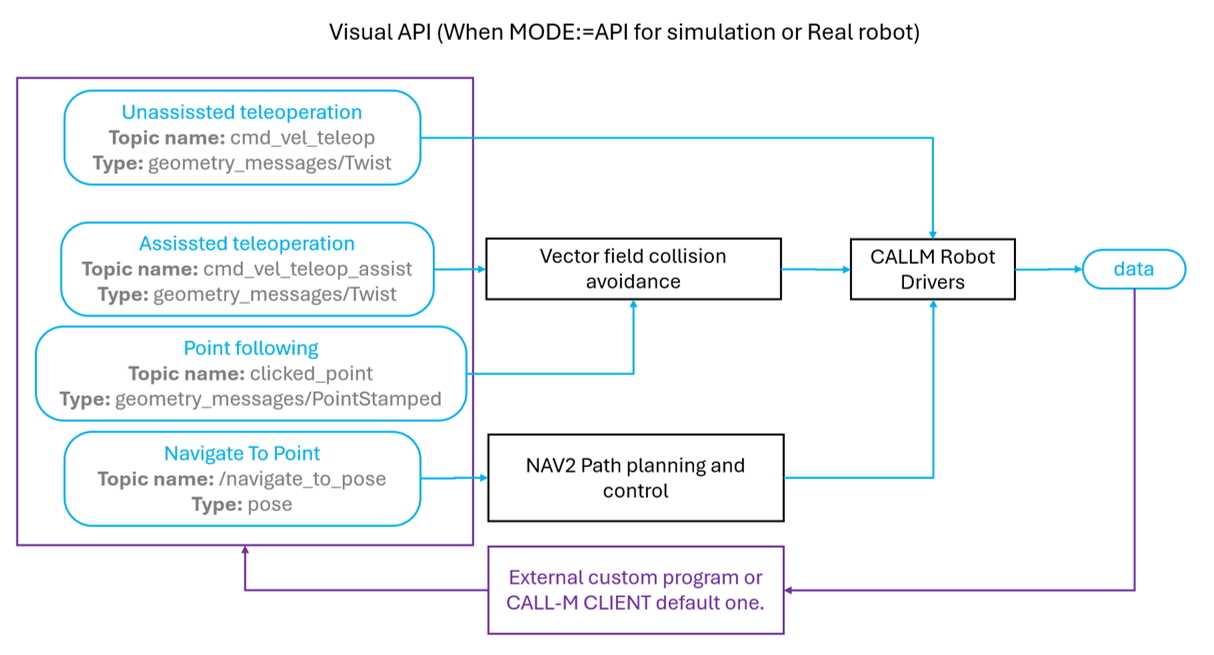 Visual API (When MODE:=API for simulation or Real robot)
Unassissted teleoperation
Topic name: cmd_vel_teleop
Type: geometry_messages/Twist
Assissted teleoperation
Topic name: cmd_vel_teleop_assist
Type: geometry_messages/Twist
Vector field collision
avoidance
CALLM Robot
Drivers
data
Point following
Topic name: clicked_point
Type: geometry_messages/PointStamped
Navigate To Point
Topic name: /navigate_to_pose
Type: pose
NAV2 Path planning and
control
External custom program or
CALL-M CLIENT default one.